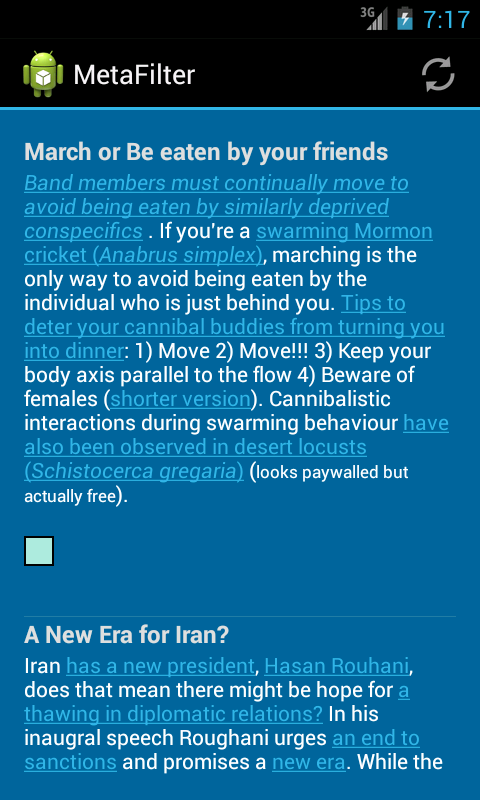 3G 7:17
MetaFilter
March or Be eaten by your friends
Band members must continually move to
avoid being eaten by similarly deprived
conspecifics . If you're a swarming Mormon
cricket (Anabrus simplex), marching is the
only way to avoid being eaten by the
individual who is just behind you. Tips to
deter your cannibal buddies from turning you
into dinner: 1) Move 2) Move!!! 3) Keep your
body axis parallel to the flow 4) Beware of
females (shorter version). Cannibalistic
interactions during swarming behaviour have
also been observed in desert locusts
(Schistocerca gregaria) (looks paywalled but
actually free).
A New Era for Iran?
Iran has a new president, Hasan Rouhani,
does that mean there might be hope for a
thawing in diplomatic relations? In his
inaugral speech Roughani urges an end to
sanctions and promises a new era. While the